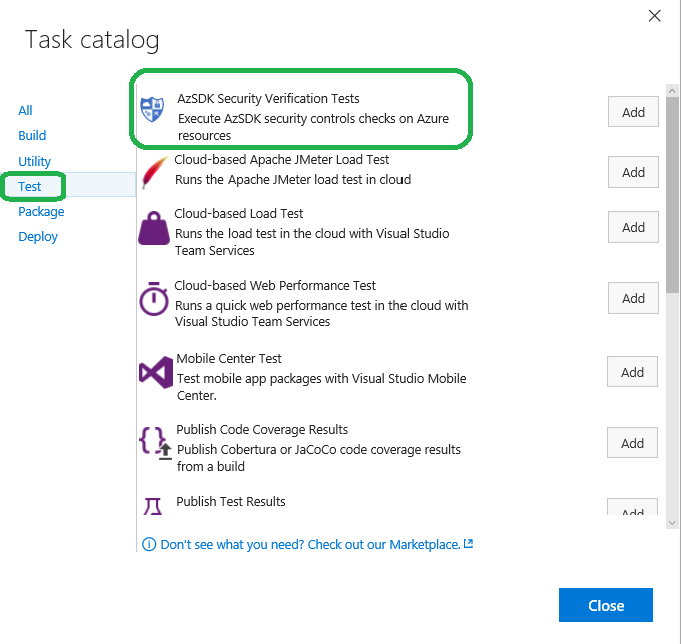 Task catalog
All
Build
Utility
Test
Package
Deploy
AzSDK Security Verification Tests
Execute AzSDK security controls checks on Azure
resources
Add
Cloud-based Apache JMeter Load Test
Runs the Apache JMeter load test in cloud
Add
Cloud-based Load Test
Runs the load test in the cloud with Visual Studio
Team Services
Add
Cloud-based Web Performance Test
Runs a quick web performance test in the cloud with
Visual Studio Team Services
Add
Mobile Center Test
Test mobile app packages with Visual Studio Mobile
Center.
Add
Publish Code Coverage Results
Publish Cobertura or JaCoCo code coverage results
from a build
Add
Publish Test Results
Add
Don't see what you need? Check out our Marketplace.
Close